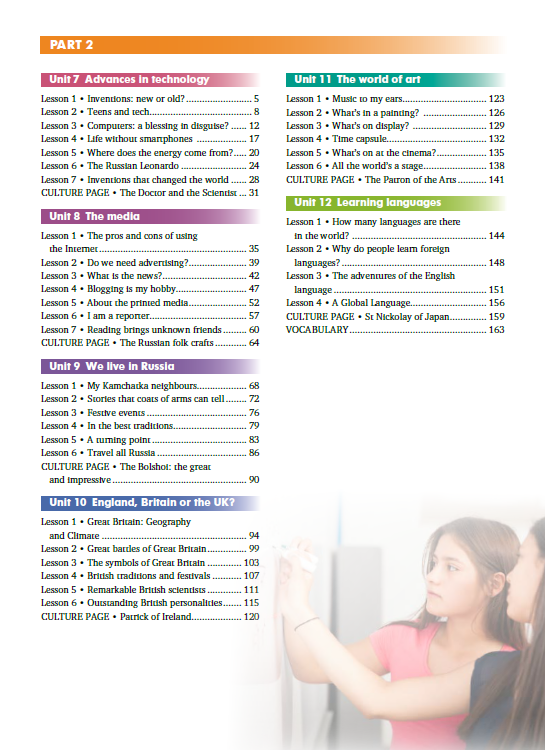 PART 2
Unit 7 Advances in technology
Lesson 1 • Inventions: new or old? ........................ 5
Lesson 2 • Teens and tech..................................... 8
Lesson 3 • Computers: a blessing in disguise? ...... 12
Lesson 4 • Life without smartphones .................. 17
Lesson 5 • Where does the energy come from?..... 20
Lesson 6 • The Russian Leonardo ........................ 24
Lesson 7 • Inventions that changed the world ...... 28
CULTURE PAGE • The Doctor and the Scientist ... 31
Unit 8 The media
Lesson 1 • The pros and cons of using
the Internet..................................................... 35
Lesson 2 • Do we need advertising?..................... 39
Lesson 3 • What is the news?............................... 42
Lesson 4 • Blogging is my hobby.......................... 47
Lesson 5 • About the printed media..................... 52
Lesson 6 • I am a reporter.................................... 57
Lesson 7 • Reading brings unknown friends ........ 60
CULTURE PAGE • The Russian folk crafts ........... 64
Unit 9 We live in Russia
Lesson 1 • My Kamchatka neighbours.................. 68
Lesson 2 • Stories that coats of arms can tell ....... 72
Lesson 3 • Festive events .................................... 76
Lesson 4 • In the best traditions........................... 79
Lesson 5 • A turning point ................................... 83
Lesson 6 • Travel all Russia ................................. 86
CULTURE PAGE • The Bolshoi: the great
and impressive ................................................ 90
Unit 10 England, Britain or the UK?
Lesson 1 • Great Britain: Geography
and Climate .................................................... 94
Lesson 2 • Great battles of Great Britain.............. 99
Lesson 3 • The symbols of Great Britain ............ 103
Lesson 4 • British traditions and festivals .......... 107
Lesson 5 • Remarkable British scientists ............ 111
Lesson 6 • Outstanding British personalities....... 115
CULTURE PAGE • Patrick of Ireland.................. 120
Unit 11 The world of art
Lesson 1 • Music to my ears............................... 123
Lesson 2 • What's in a painting? ........................ 126
Lesson 3 • What's on display? ........................... 129
Lesson 4 • Time capsule..................................... 132
Lesson 5 • What's on at the cinema?.................. 135
Lesson 6 • All the world's a stage....................... 138
CULTURE PAGE • The Patron of the Arts .......... 141
Unit 12 Learning languages
Lesson 1 • How many languages are there
in the world? ................................................. 144
Lesson 2 • Why do people learn foreign
languages? ..................................................... 148
Lesson 3 • The adventures of the English
language ....................................................... 151
Lesson 4 • A Global Language............................ 156
CULTURE PAGE • St Nickolay of Japan.............. 159
VOCABULARY................................................... 163